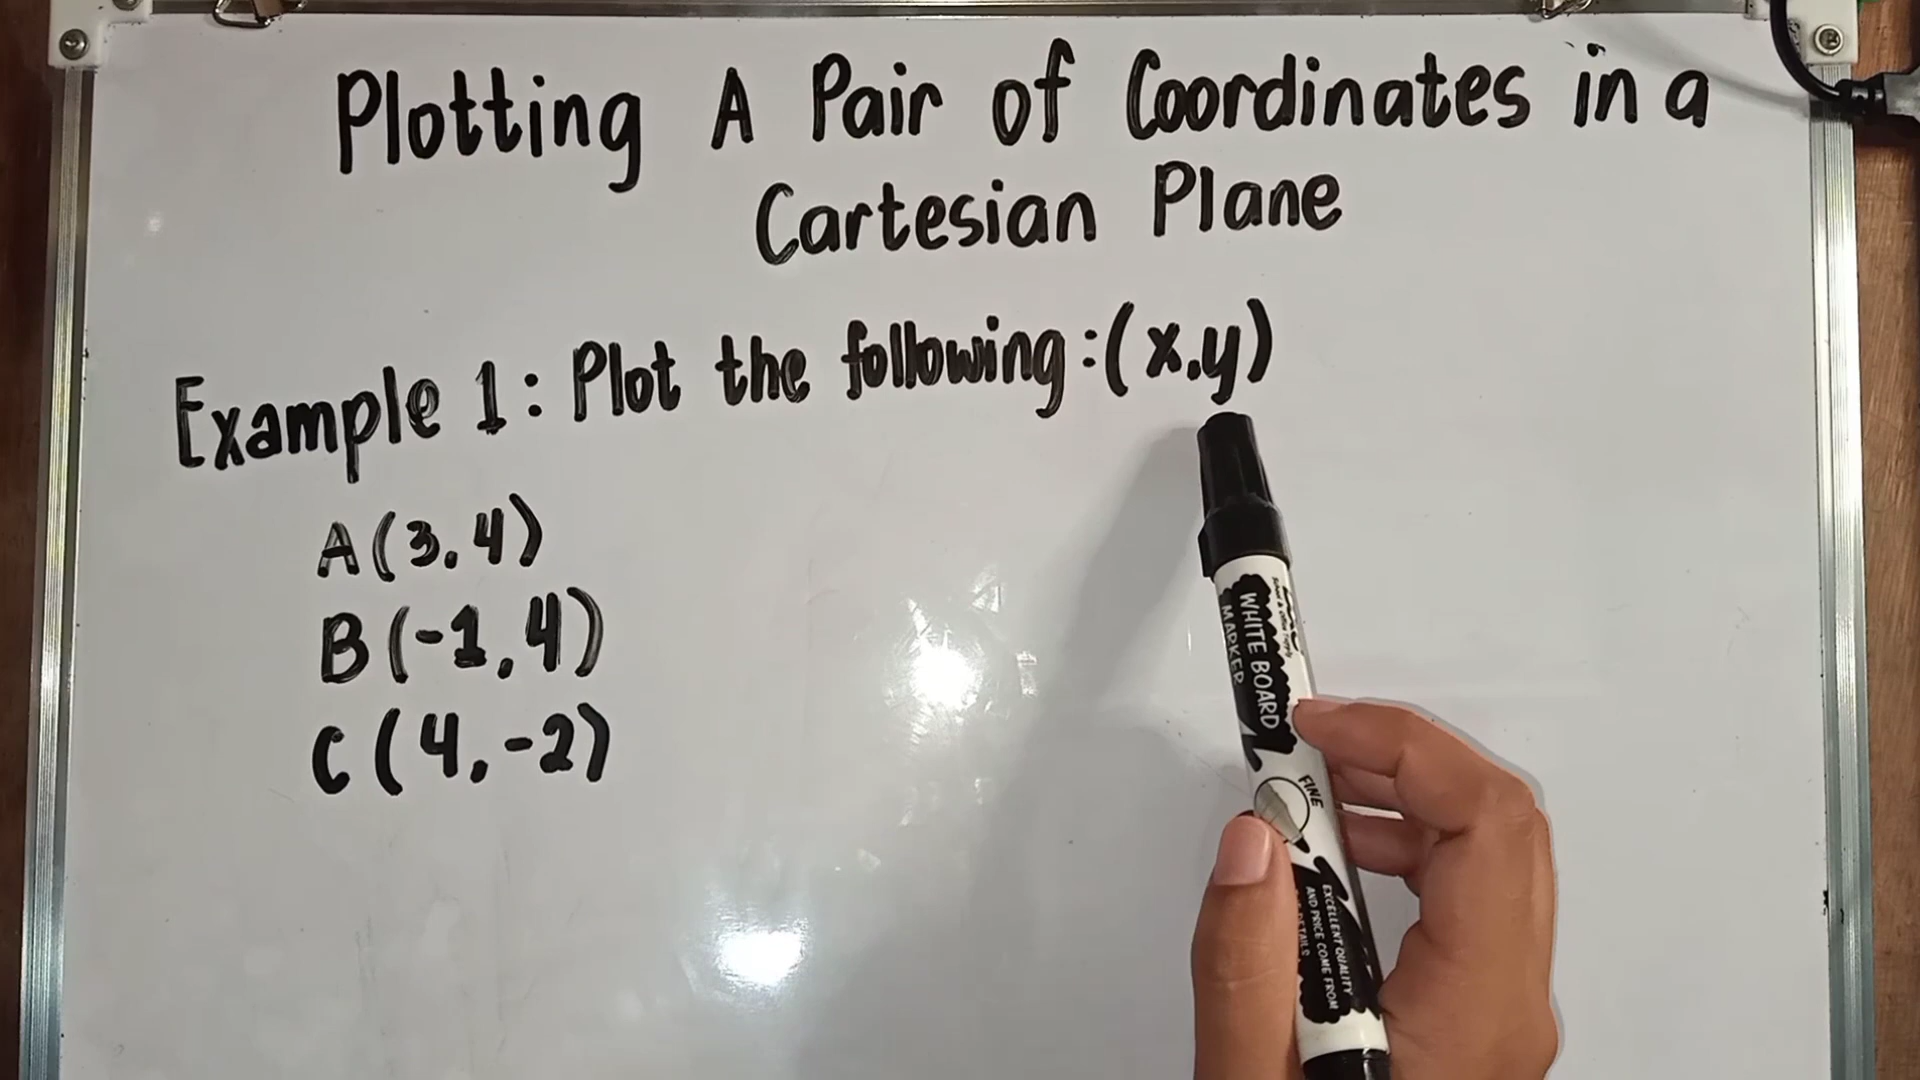 Plotting A Pair of Coordinates in a
Cartesian Plane
Example 1: Plot the following:(x,y)
A(3,4)
B(-1,4)
C(4,-2)
WHITE BOARD
MARKER
FINE
EXCELLENT QUALITY
AND PRICE COME FROM
DETAILS